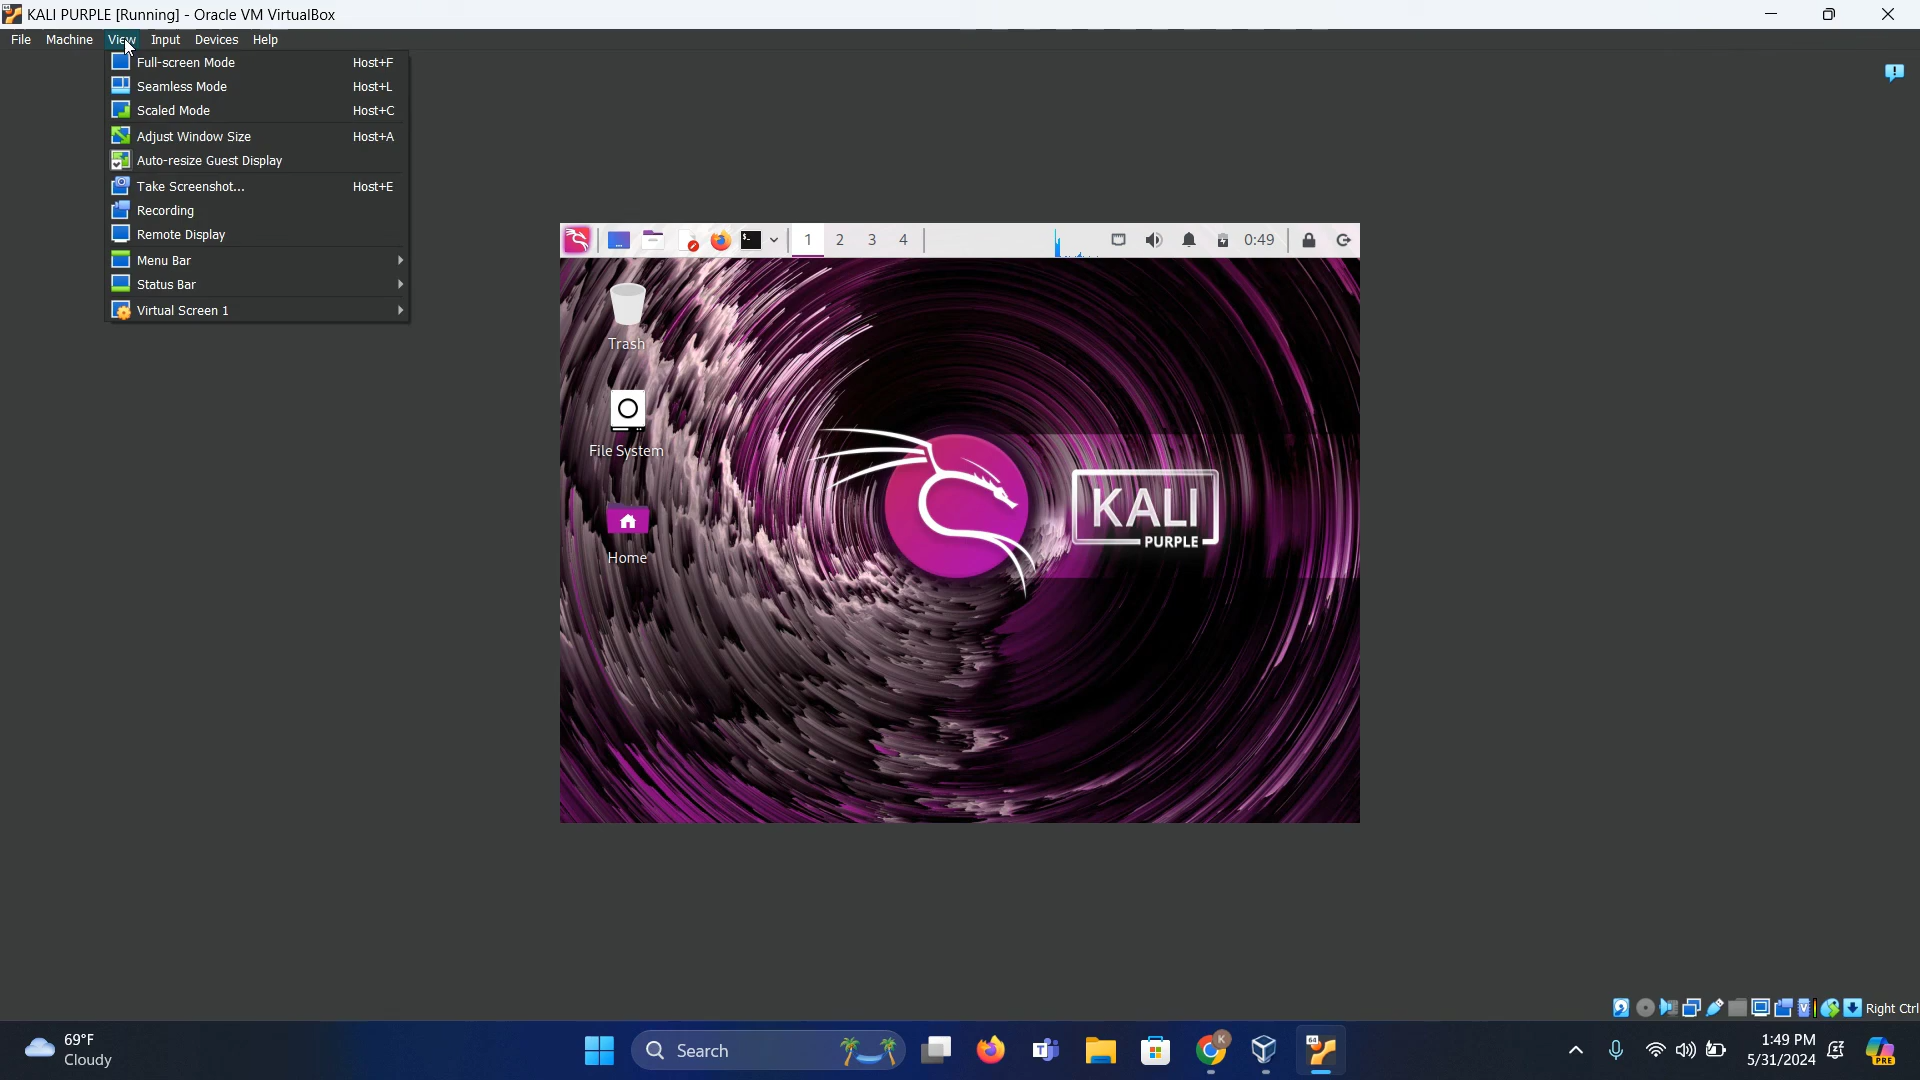 KALI PURPLE [Running] - Oracle VM VirtualBox
File Machine View Input Devices Help
Full-screen Mode Host+F
Seamless Mode Host+L
Scaled Mode Host+C
Adjust Window Size Host+A
Auto-resize Guest Display
Take Screenshot... Host+E
Recording
Remote Display
Menu Bar
Status Bar
Virtual Screen 1
1 2 3 4 0:49
Trash
File System
Home
KALI
PURPLE
Right Ctrl
69°F
Cloudy
Search
64
K
1:49 PM
5/31/2024
PRE